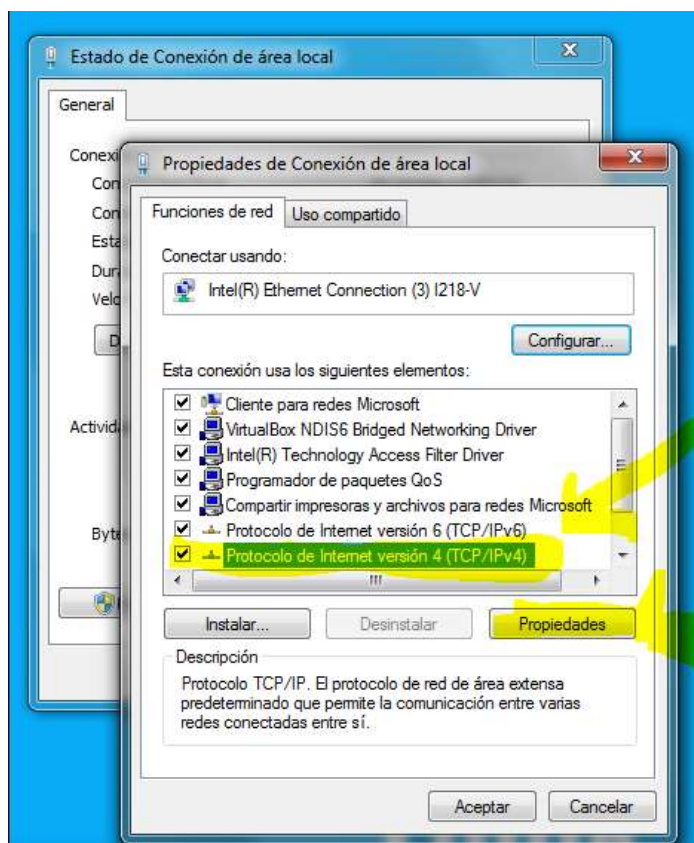 Estado de Conexión de área local
General
Propiedades de Conexión de área local
Funciones de red
Uso compartido
Conectar usando:
Intel(R) Ethernet Connection (3) I218-V
Configurar...
Esta conexión usa los siguientes elementos:
Cliente para redes Microsoft
VirtualBox NDIS6 Bridged Networking Driver
Intel(R) Technology Access Filter Driver
Programador de paquetes QoS
Compartir impresoras y archivos para redes Microsoft
Protocolo de Internet versión 6 (TCP/IPv6)
Protocolo de Internet versión 4 (TCP/IPv4)
Instalar...
Desinstalar
Propiedades
Descripción
Protocolo TCP/IP. El protocolo de red de área extensa
predeterminado que permite la comunicación entre varias
redes conectadas entre sí.
Aceptar
Cancelar